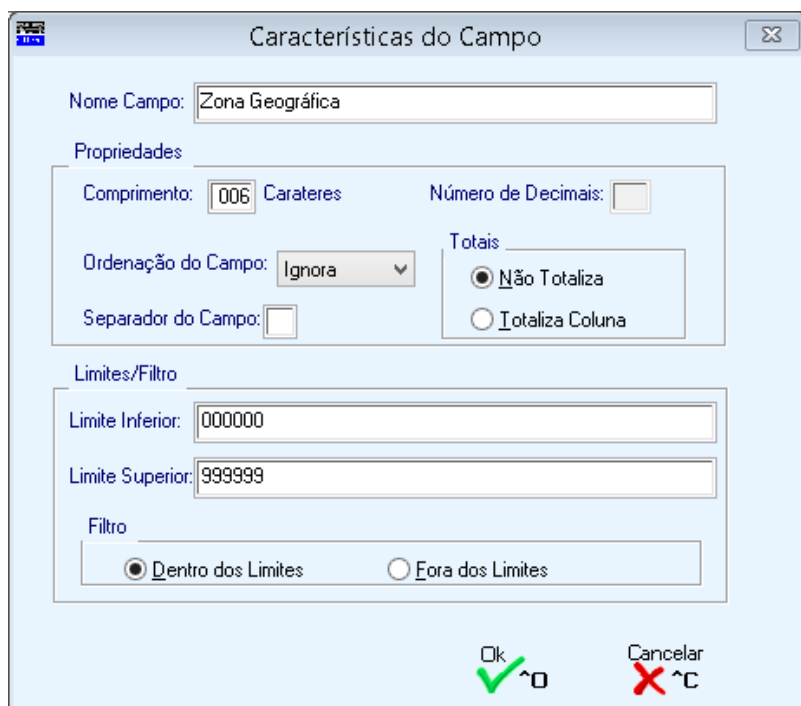 Características do Campo
Nome Campo: Zona Geográfica
Propriedades
Comprimento: 006 Carateres Número de Decimais:
Ordenação do Campo: Ignora
Totais
Não Totaliza
Separador do Campo:
Totaliza Coluna
Limites/Filtro
Limite Inferior: 000000
Limite Superior: 999999
Filtro
Dentro dos Limites Fora dos Limites
Ok ^O
Cancelar ^C